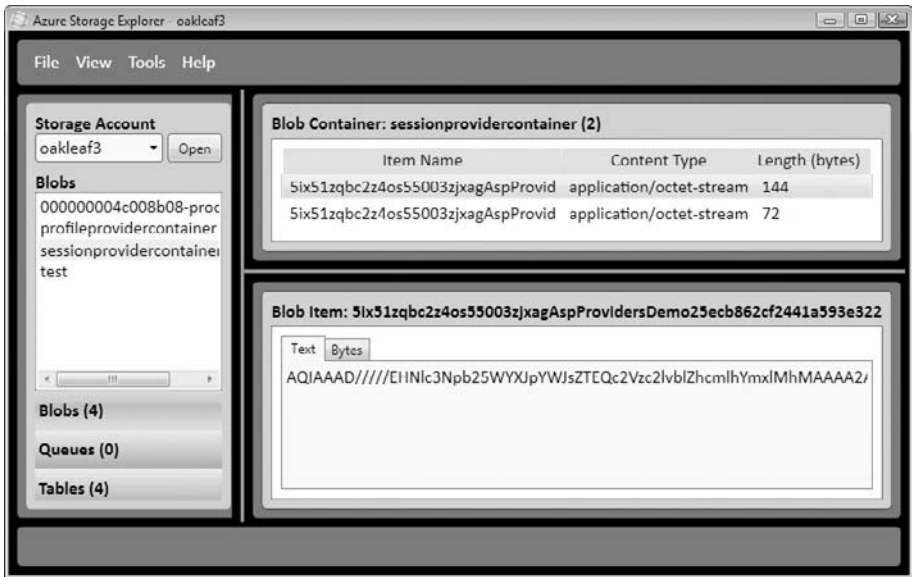 Azure Storage Explorer - oakleaf3
File View Tools Help
Storage Account
oakleaf3
Open
Blobs
000000004c008b08-proc
profileprovidercontainer
sessionprovidercontainer
test
Blobs (4)
Queues (0)
Tables (4)
Blob Container: sessionprovidercontainer (2)
Item Name Content Type Length (bytes)
5ix51zqbc2z4os55003zjxagAspProvid application/octet-stream 144
5ix51zqbc2z4os55003zjxagAspProvid application/octet-stream 72
Blob Item: 5ix51zqbc2z4os55003zjxagAspProvidersDemo25ecb862cf2441a593e322
Text Bytes
AQIAAAD/////EHNlc3Npb25WYXJpYWJsZTEQc2Vzc2lvblZhcmlhYmxlMhMAAAA2A